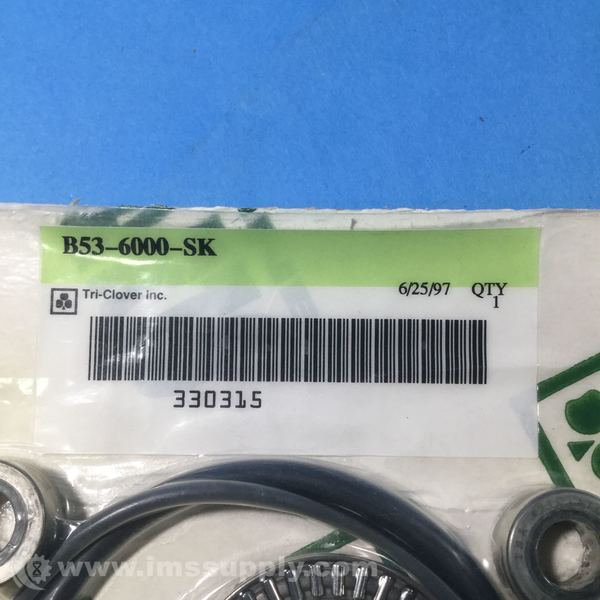 B53-6000-SK
Tri-Clover Inc.
6/25/97 QTY
1
330315
www.imssupply.com